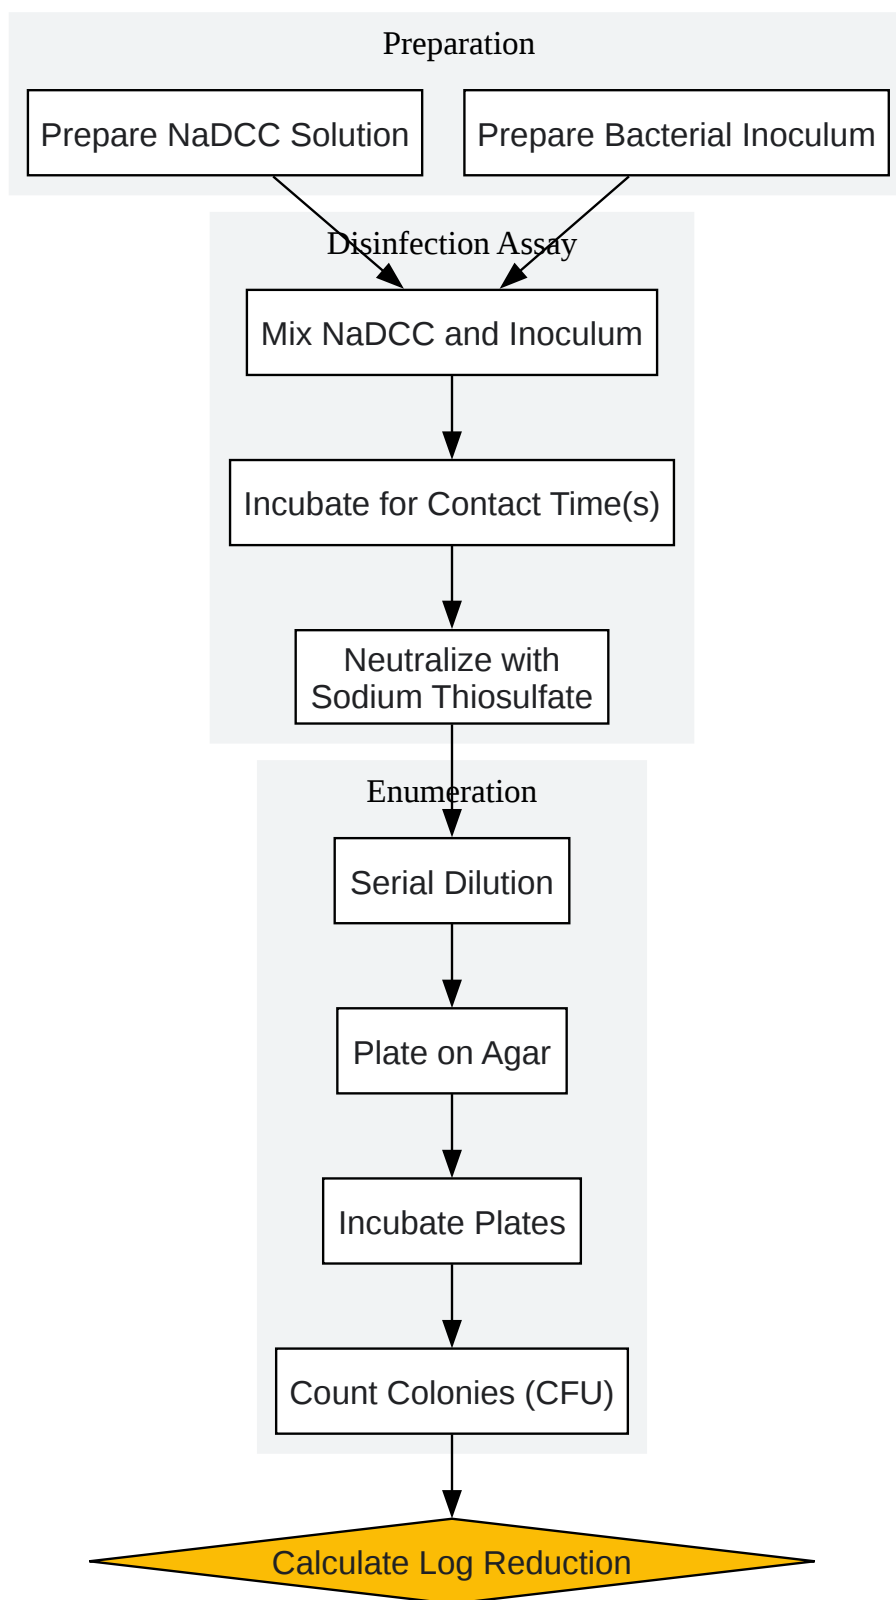 Preparation
Prepare NaDCC Solution
Prepare Bacterial Inoculum
Disinfection Assay
Mix NaDCC and Inoculum
Incubate for Contact Time(s)
Neutralize with
Sodium Thiosulfate
Enumeration
Serial Dilution
Plate on Agar
Incubate Plates
Count Colonies (CFU)
Calculate Log Reduction